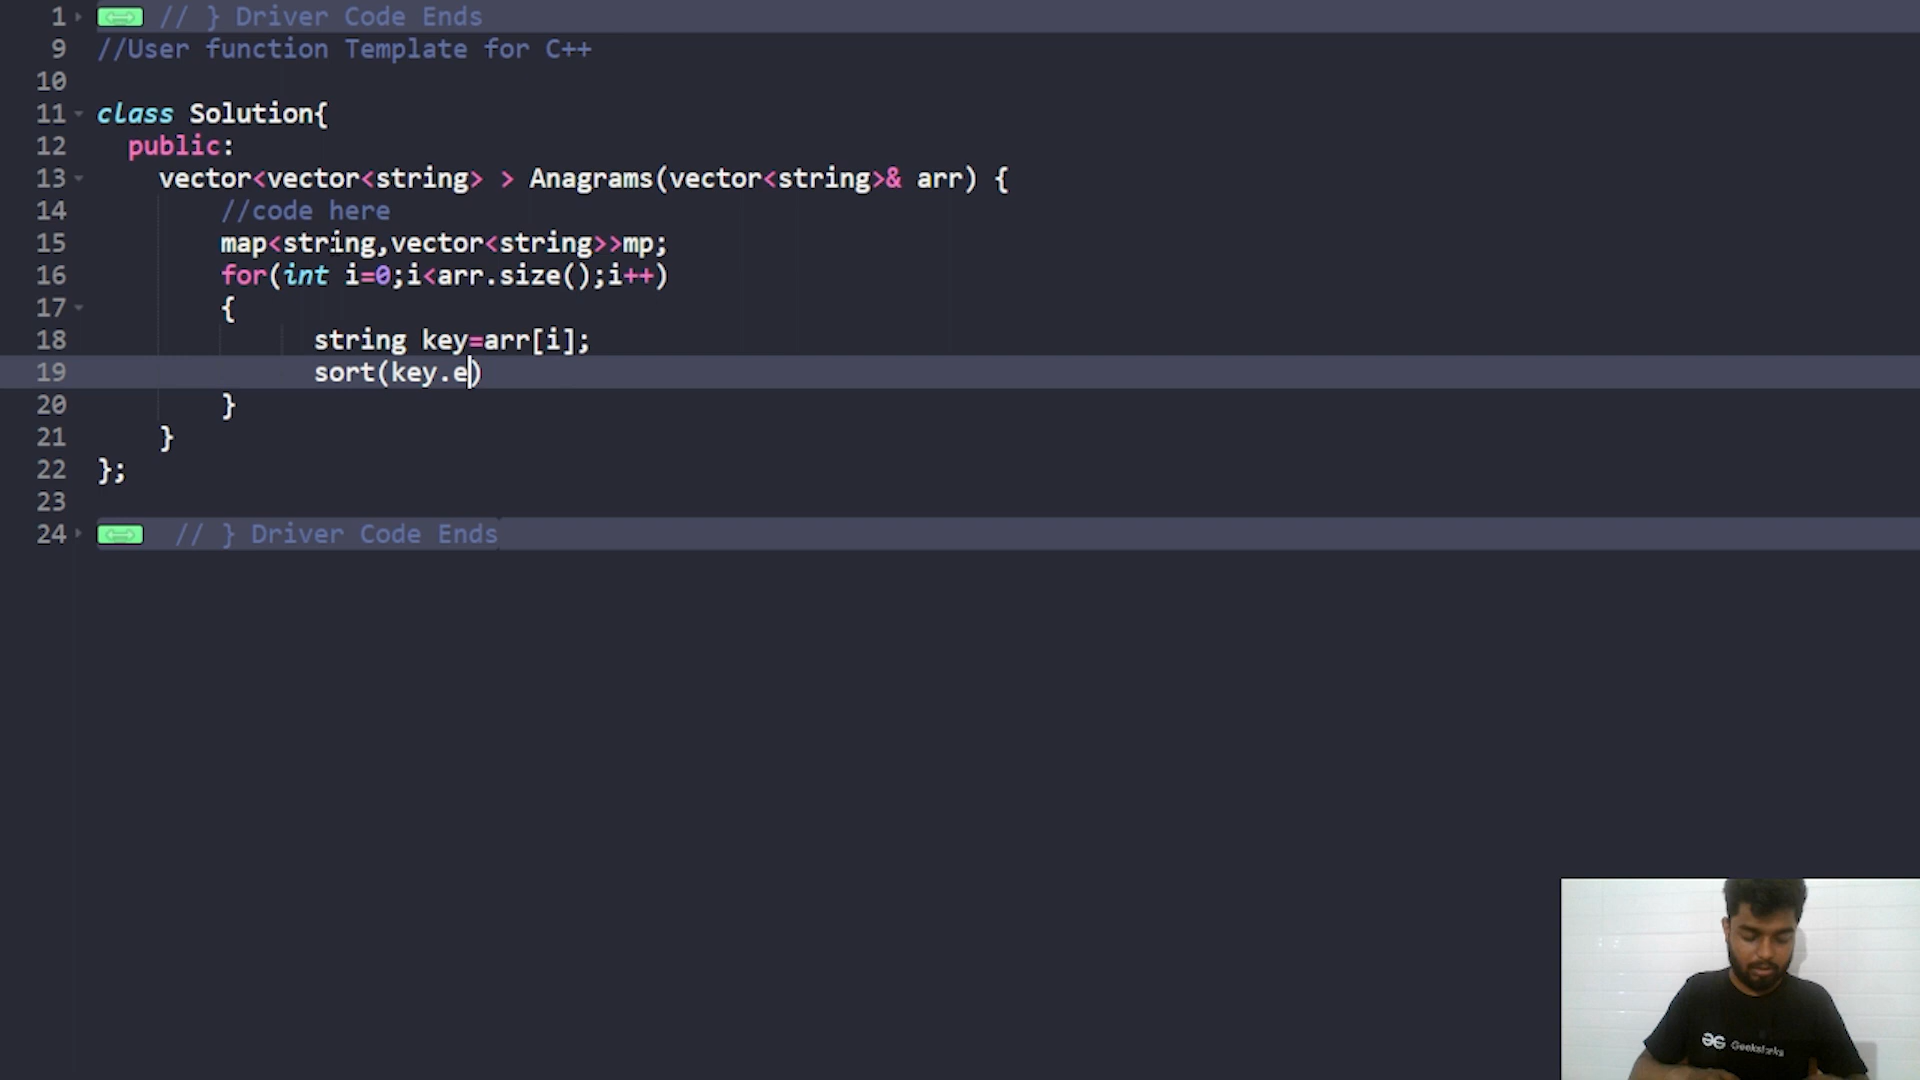 1 // } Driver Code Ends
9 //User function Template for C++
10
11 class Solution{
12 public:
13 vector<vector<string> > Anagrams(vector<string>& arr) {
14 //code here
15 map<string,vector<string>>mp;
16 for(int i=0;i<arr.size();i++)
17 {
18 string key=arr[i];
19 sort(key.e)
20 }
21 }
22 };
23
24 // } Driver Code Ends